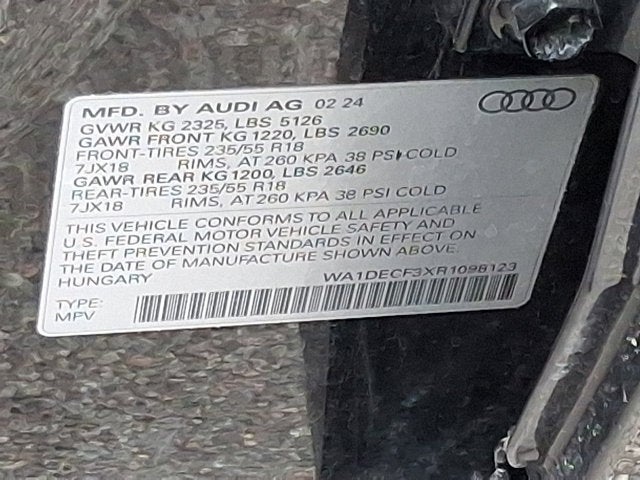 MFD. BY AUDI AG 02 24
GVWR KG 2325, LBS 5126
GAWR FRONT KG 1220, LBS 2690
FRONT-TIRES 235/55 R18
7JX18 RIMS, AT 260 KPA 38 PSI COLD
GAWR REAR KG 1200, LBS 2646
REAR-TIRES 235/55 R18
7JX18 RIMS, AT 260 KPA 38 PSI COLD
THIS VEHICLE CONFORMS TO ALL APPLICABLE
U.S. FEDERAL MOTOR VEHICLE SAFETY AND
THEFT PREVENTION STANDARDS IN EFFECT ON
THE DATE OF MANUFACTURE SHOWN ABOVE.
HUNGARY WA1DECF3XR1098123
TYPE:
MPV